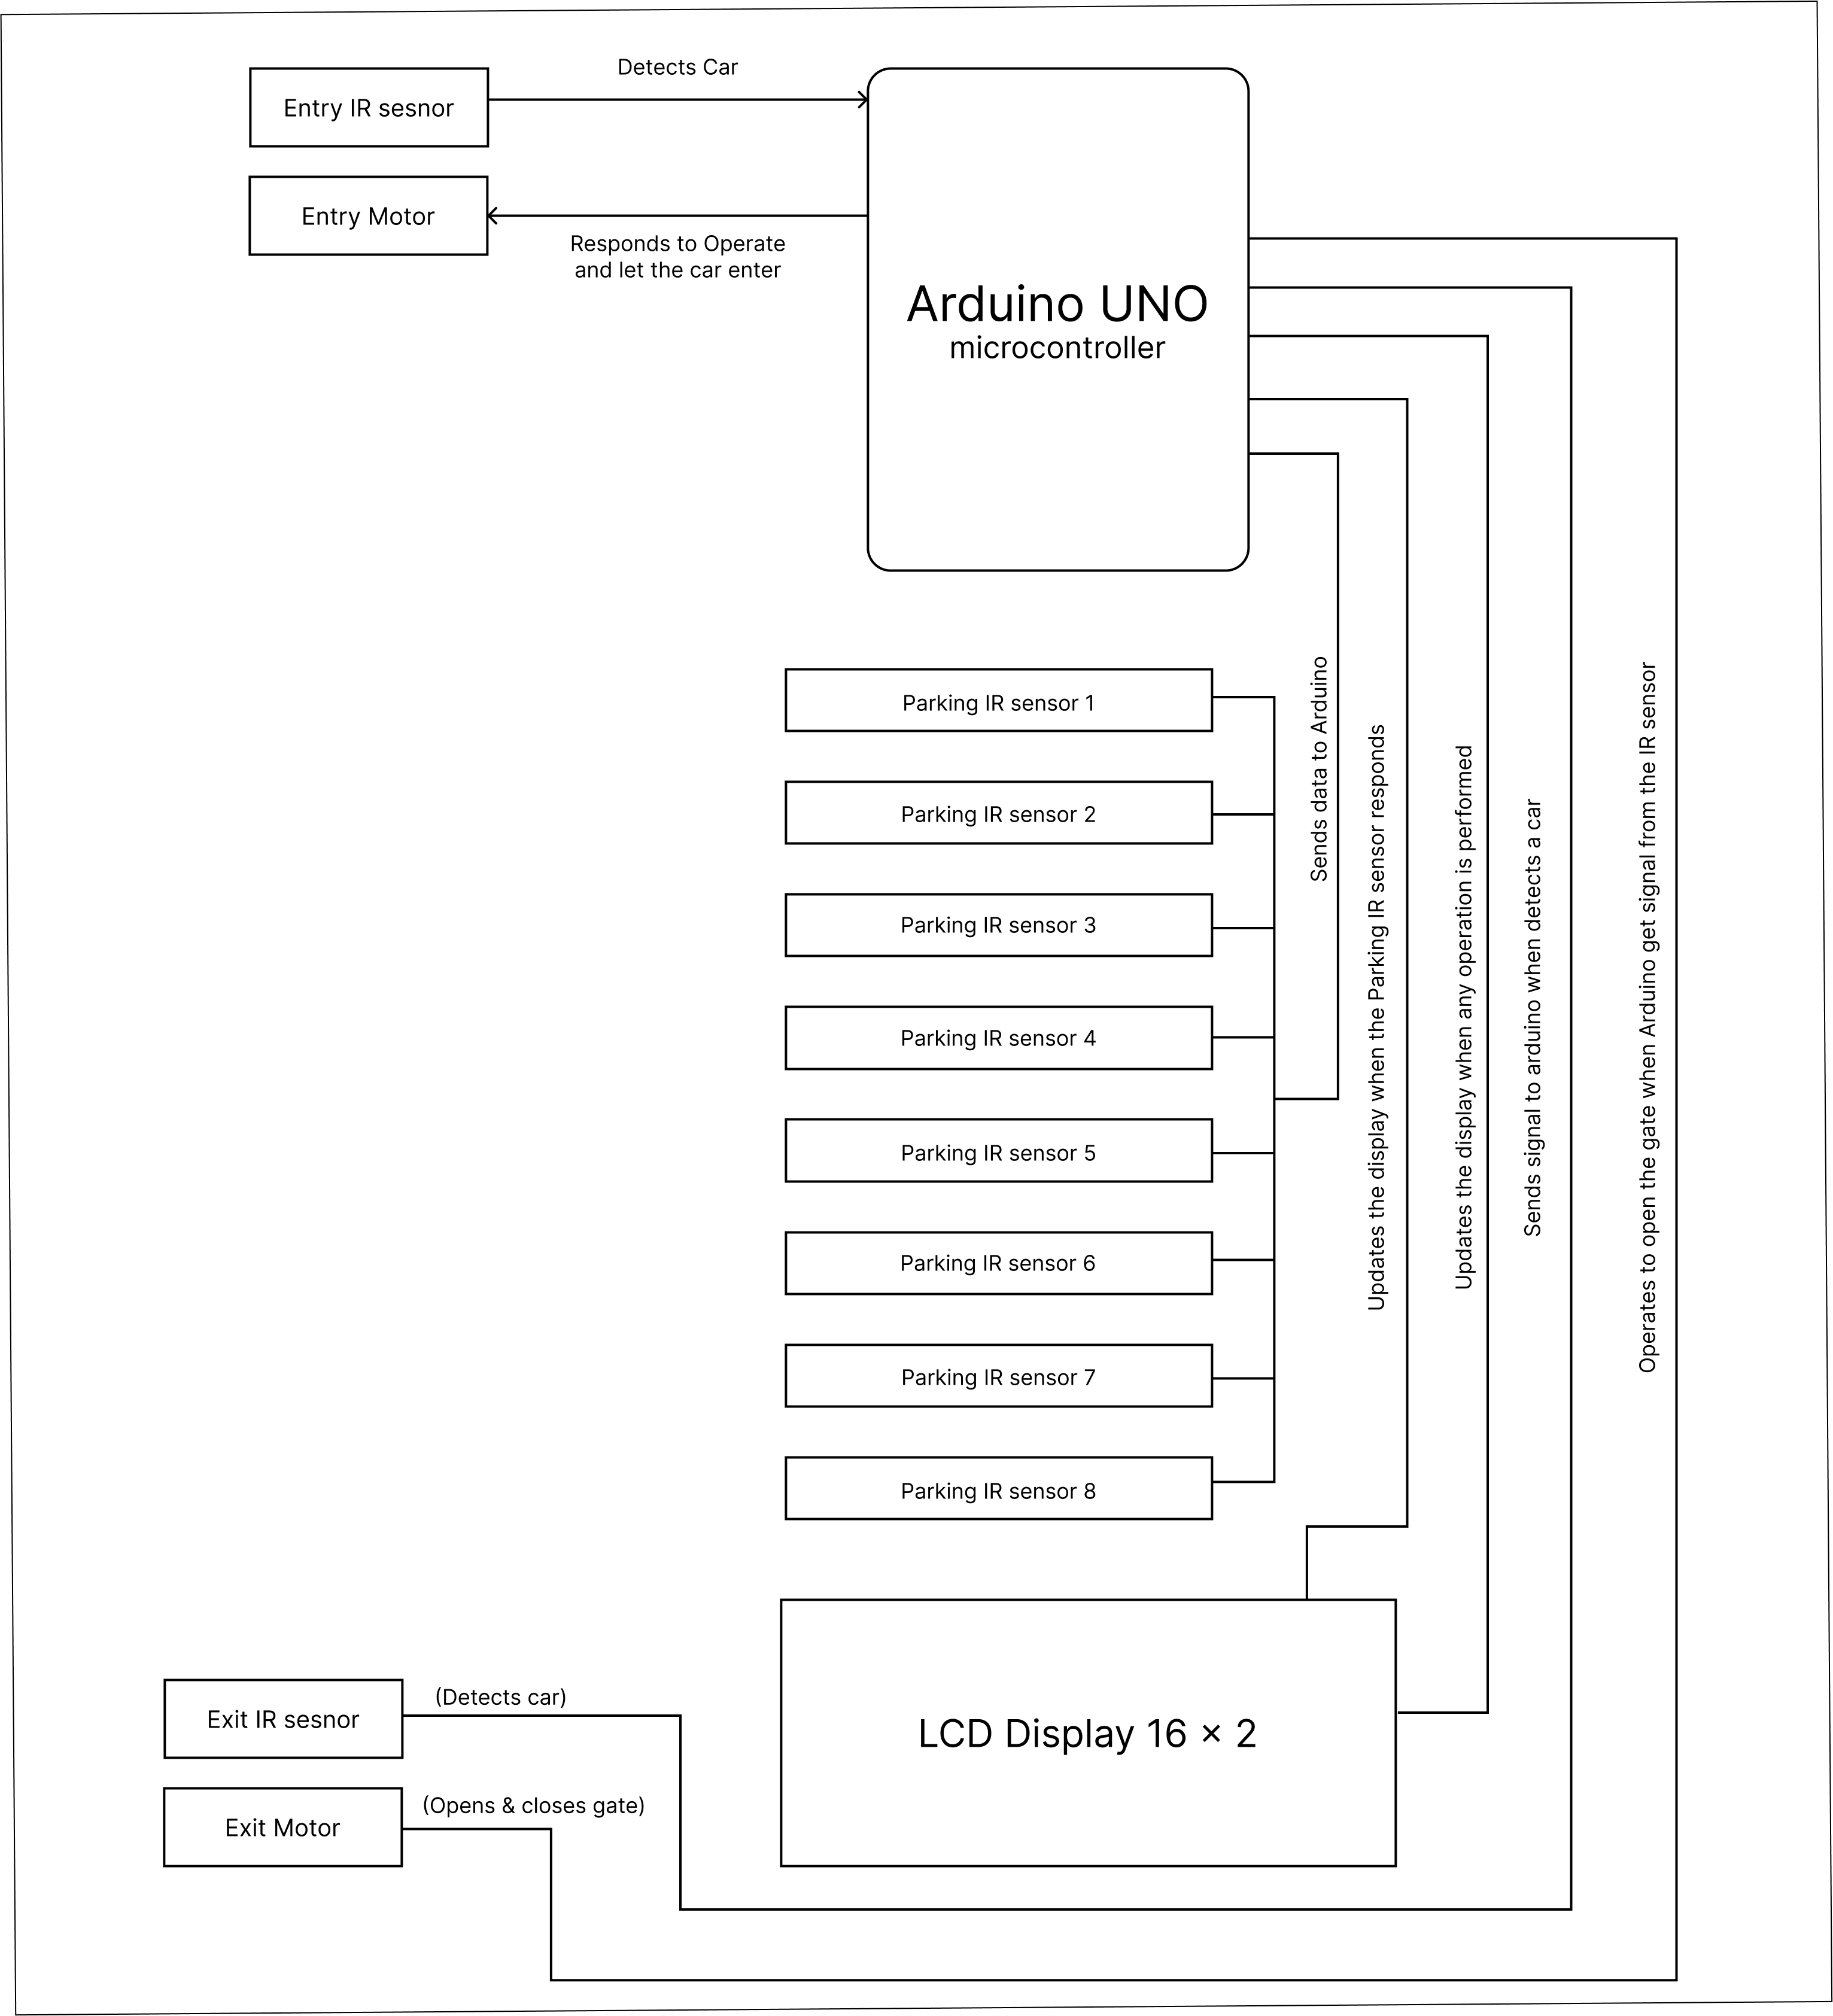 Detects Car
Entry IR sesnor
Entry Motor
Responds to Operate
and let the car enter
Arduino UNO
microcontroller
Parking IR sensor 1
Parking IR sensor 2
Parking IR sensor 3
Parking IR sensor 4
Parking IR sensor 5
Parking IR sensor 6
Parking IR sensor 7
Parking IR sensor 8
Sends data to Arduino
Updates the display when the Parking IR sensor responds
Updates the display when any operation is performed
Sends signal to arduino when detects a car
Operates to open the gate when Arduino get signal from the IR sensor
Exit IR sesnor
(Detects car)
Exit Motor
(Opens & closes gate)
LCD Display 16 × 2